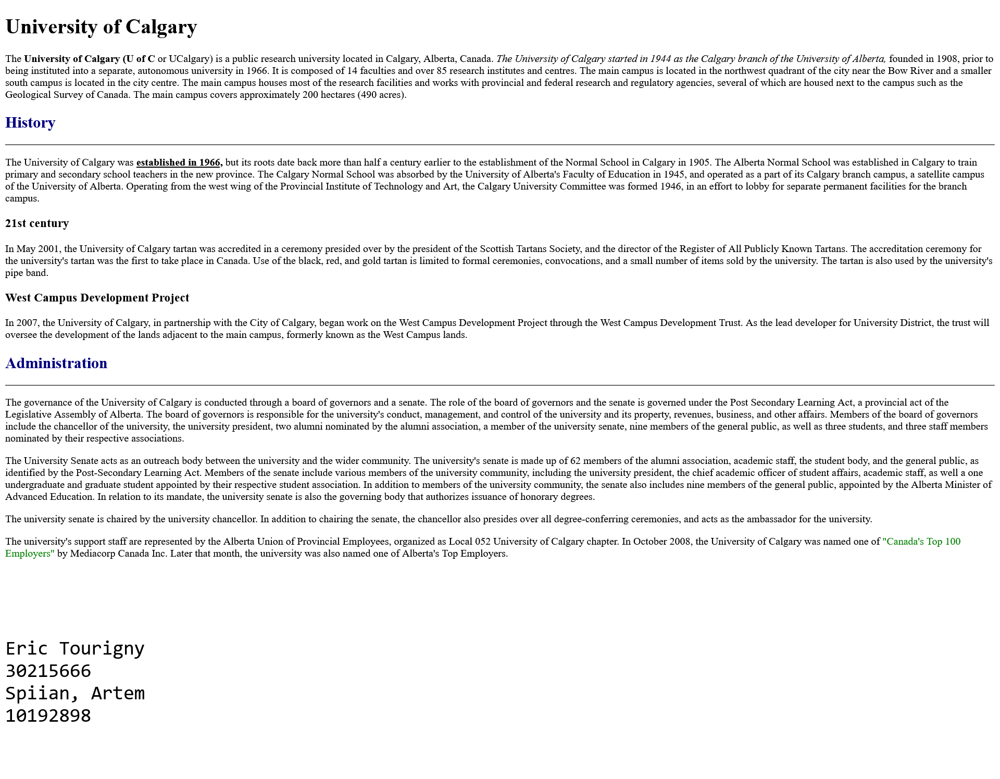 University of Calgary
The University of Calgary (U of C or UCalgary) is a public research university located in Calgary, Alberta, Canada. The University of Calgary started in 1944 as the Calgary branch of the University of Alberta, founded in 1908, prior to
being instituted into a separate, autonomous university in 1966. It is composed of 14 faculties and over 85 research institutes and centres. The main campus is located in the northwest quadrant of the city near the Bow River and a smaller
south campus is located in the city centre. The main campus houses most of the research facilities and works with provincial and federal research and regulatory agencies, several of which are housed next to the campus such as the
Geological Survey of Canada. The main campus covers approximately 200 hectares (490 acres).
History
The University of Calgary was established in 1966, but its roots date back more than half a century earlier to the establishment of the Normal School in Calgary in 1905. The Alberta Normal School was established in Calgary to train
primary and secondary school teachers in the new province. The Calgary Normal School was absorbed by the University of Alberta's Faculty of Education in 1945, and operated as a part of its Calgary branch campus, a satellite campus
of the University of Alberta. Operating from the west wing of the Provincial Institute of Technology and Art, the Calgary University Committee was formed 1946, in an effort to lobby for separate permanent facilities for the branch
campus.
21st century
In May 2001, the University of Calgary tartan was accredited in a ceremony presided over by the president of the Scottish Tartans Society, and the director of the Register of All Publicly Known Tartans. The accreditation ceremony for
the university's tartan was the first to take place in Canada. Use of the black, red, and gold tartan is limited to formal ceremonies, convocations, and a small number of items sold by the university. The tartan is also used by the university's
pipe band.
West Campus Development Project
In 2007, the University of Calgary, in partnership with the City of Calgary, began work on the West Campus Development Project through the West Campus Development Trust. As the lead developer for University District, the trust will
oversee the development of the lands adjacent to the main campus, formerly known as the West Campus lands.
Administration
The governance of the University of Calgary is conducted through a board of governors and a senate. The role of the board of governors and the senate is governed under the Post Secondary Learning Act, a provincial act of the
Legislative Assembly of Alberta. The board of governors is responsible for the university's conduct, management, and control of the university and its property, revenues, business, and other affairs. Members of the board of governors
include the chancellor of the university, the university president, two alumni nominated by the alumni association, a member of the university senate, nine members of the general public, as well as three students, and three staff members
nominated by their respective associations.
The University Senate acts as an outreach body between the university and the wider community. The university's senate is made up of 62 members of the alumni association, academic staff, the student body, and the general public, as
identified by the Post-Secondary Learning Act. Members of the senate include various members of the university community, including the university president, the chief academic officer of student affairs, academic staff, as well a one
undergraduate and graduate student appointed by their respective student association. In addition to members of the university community, the senate also includes nine members of the general public, appointed by the Alberta Minister of
Advanced Education. In relation to its mandate, the university senate is also the governing body that authorizes issuance of honorary degrees.
The university senate is chaired by the university chancellor. In addition to chairing the senate, the chancellor also presides over all degree-conferring ceremonies, and acts as the ambassador for the university.
The university's support staff are represented by the Alberta Union of Provincial Employees, organized as Local 052 University of Calgary chapter. In October 2008, the University of Calgary was named one of "Canada's Top 100
Employers" by Mediacorp Canada Inc. Later that month, the university was also named one of Alberta's Top Employers.
Eric Tourigny
30215666
Spiian, Artem
10192898